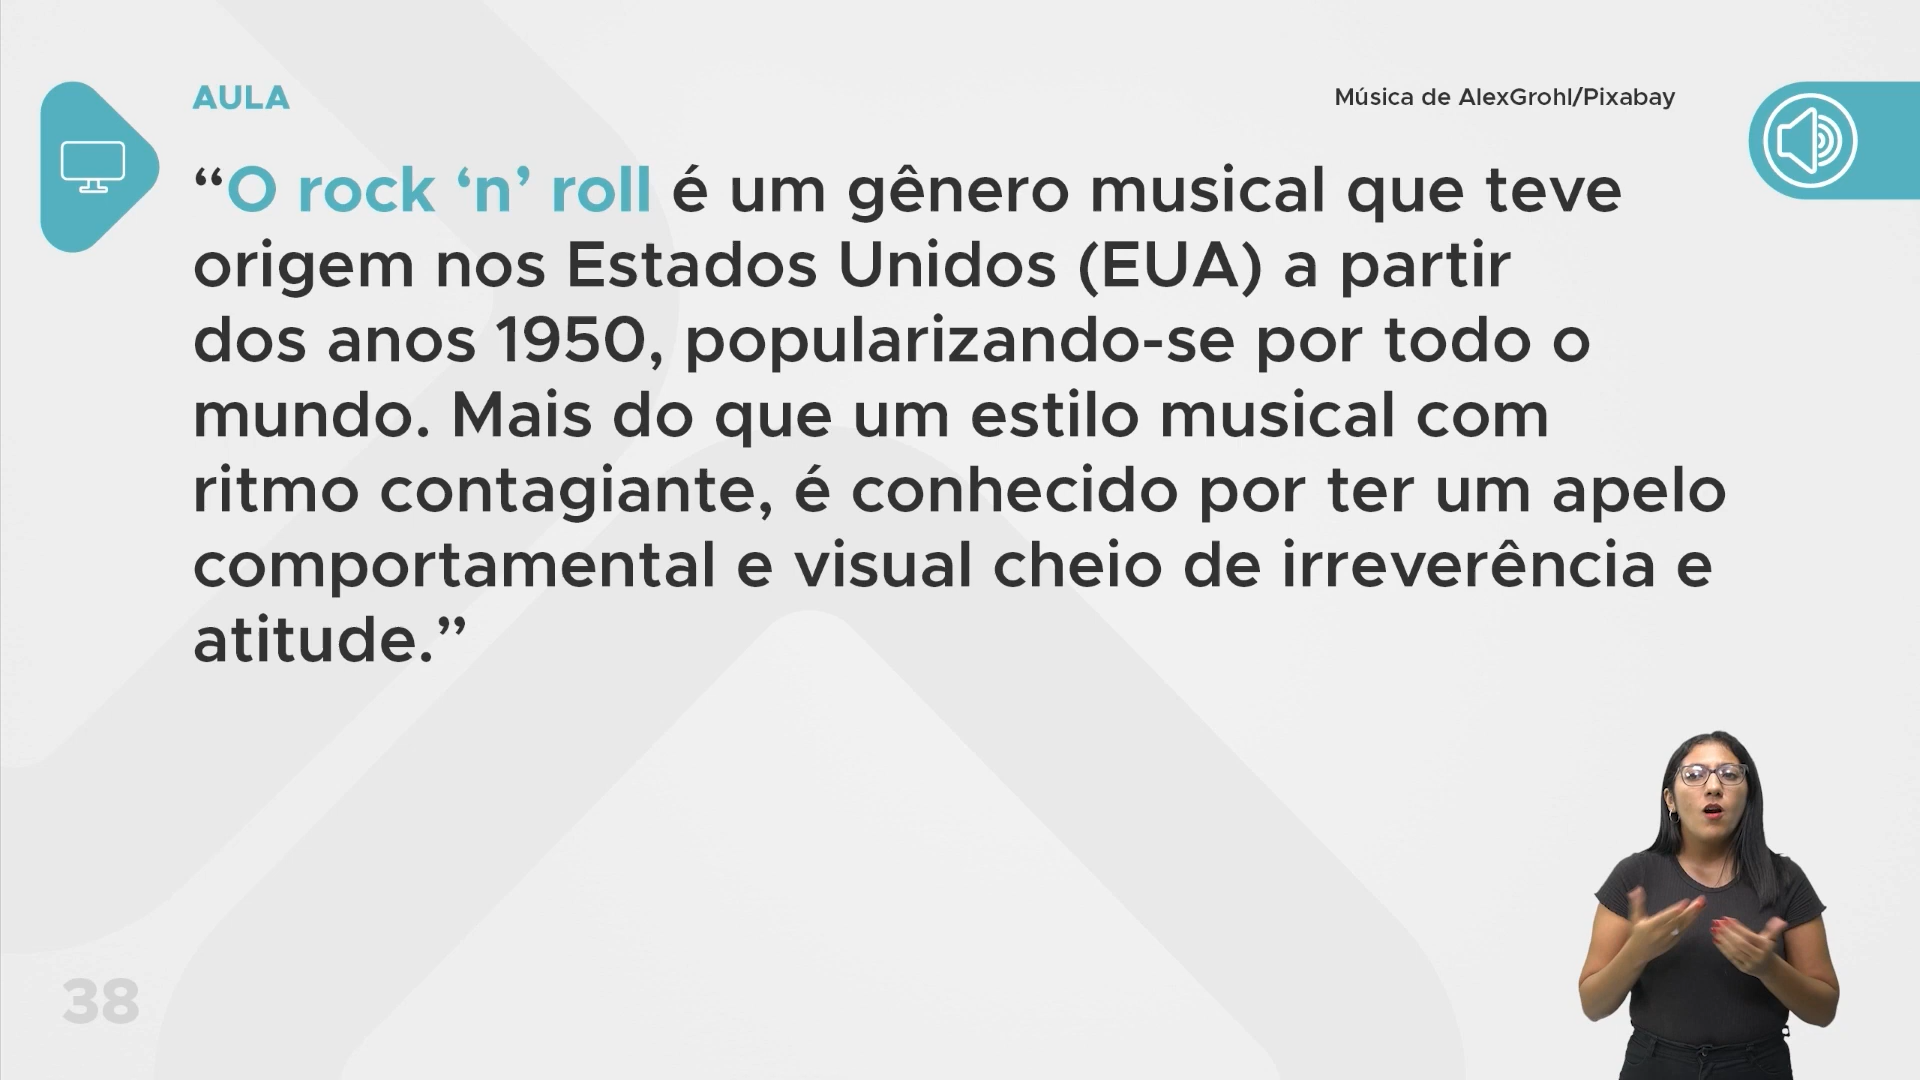 AULA
Música de AlexGrohl/Pixabay
“O rock ‘n’ roll é um gênero musical que teve
origem nos Estados Unidos (EUA) a partir
dos anos 1950, popularizando-se por todo o
mundo. Mais do que um estilo musical com
ritmo contagiante, é conhecido por ter um apelo
comportamental e visual cheio de irreverência e
atitude.”
38